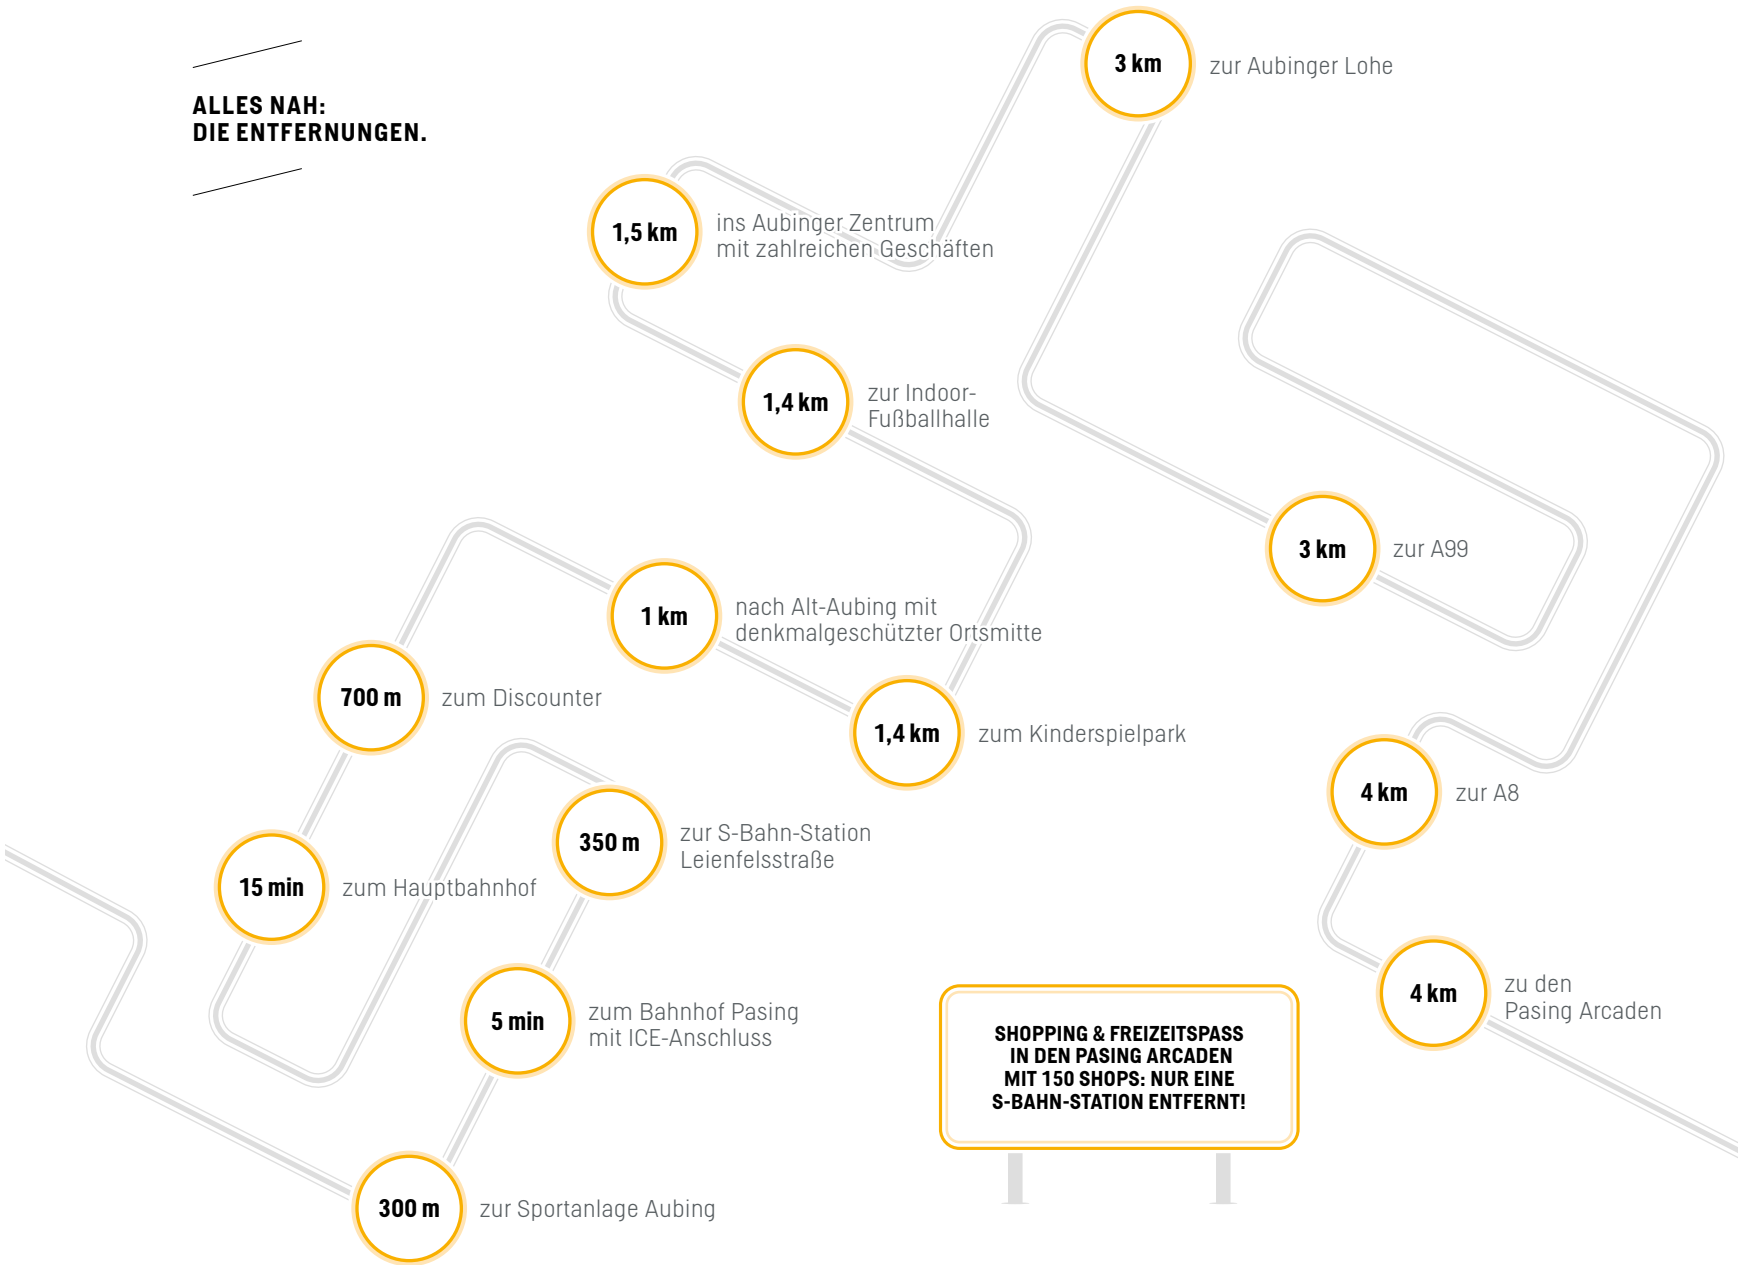 ALLES NAH:
DIE ENTFERNUNGEN.
3 km
zur Aubinger Lohe
1,5 km
ins Aubinger Zentrum
mit zahlreichen Geschäften
1,4 km
zur Indoor-
Fußballhalle
3 km
zur A99
1 km
nach Alt-Aubing mit
denkmalgeschützter Ortsmitte
700 m
zum Discounter
1,4 km
zum Kinderspielpark
4 km
zur A8
350 m
zur S-Bahn-Station
Leienfelsstraße
15 min
zum Hauptbahnhof
4 km
zu den
Pasing Arcaden
5 min
zum Bahnhof Pasing
mit ICE-Anschluss
SHOPPING & FREIZEITSPASS
IN DEN PASING ARCADEN
MIT 150 SHOPS: NUR EINE
S-BAHN-STATION ENTFERNT!
300 m
zur Sportanlage Aubing